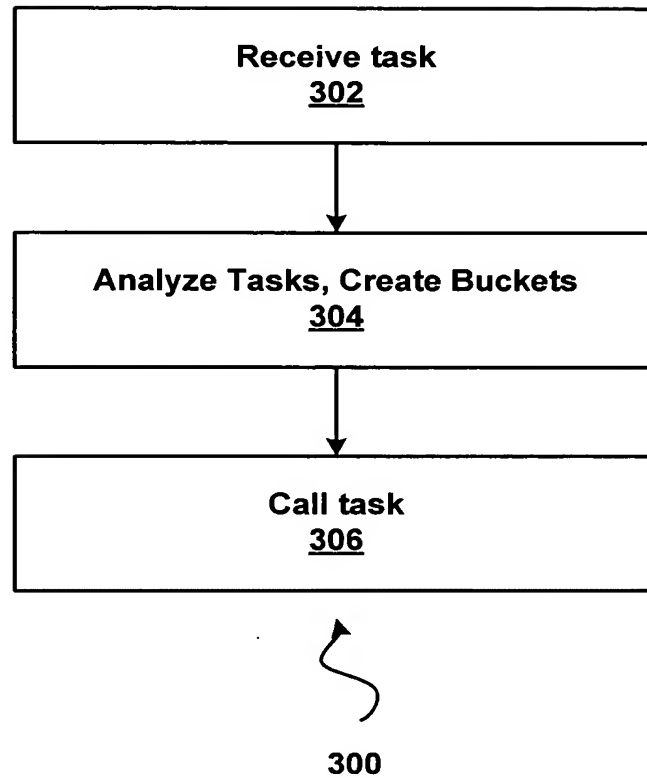 Receive task
302
Analyze Tasks, Create Buckets
304
Call task
306
300